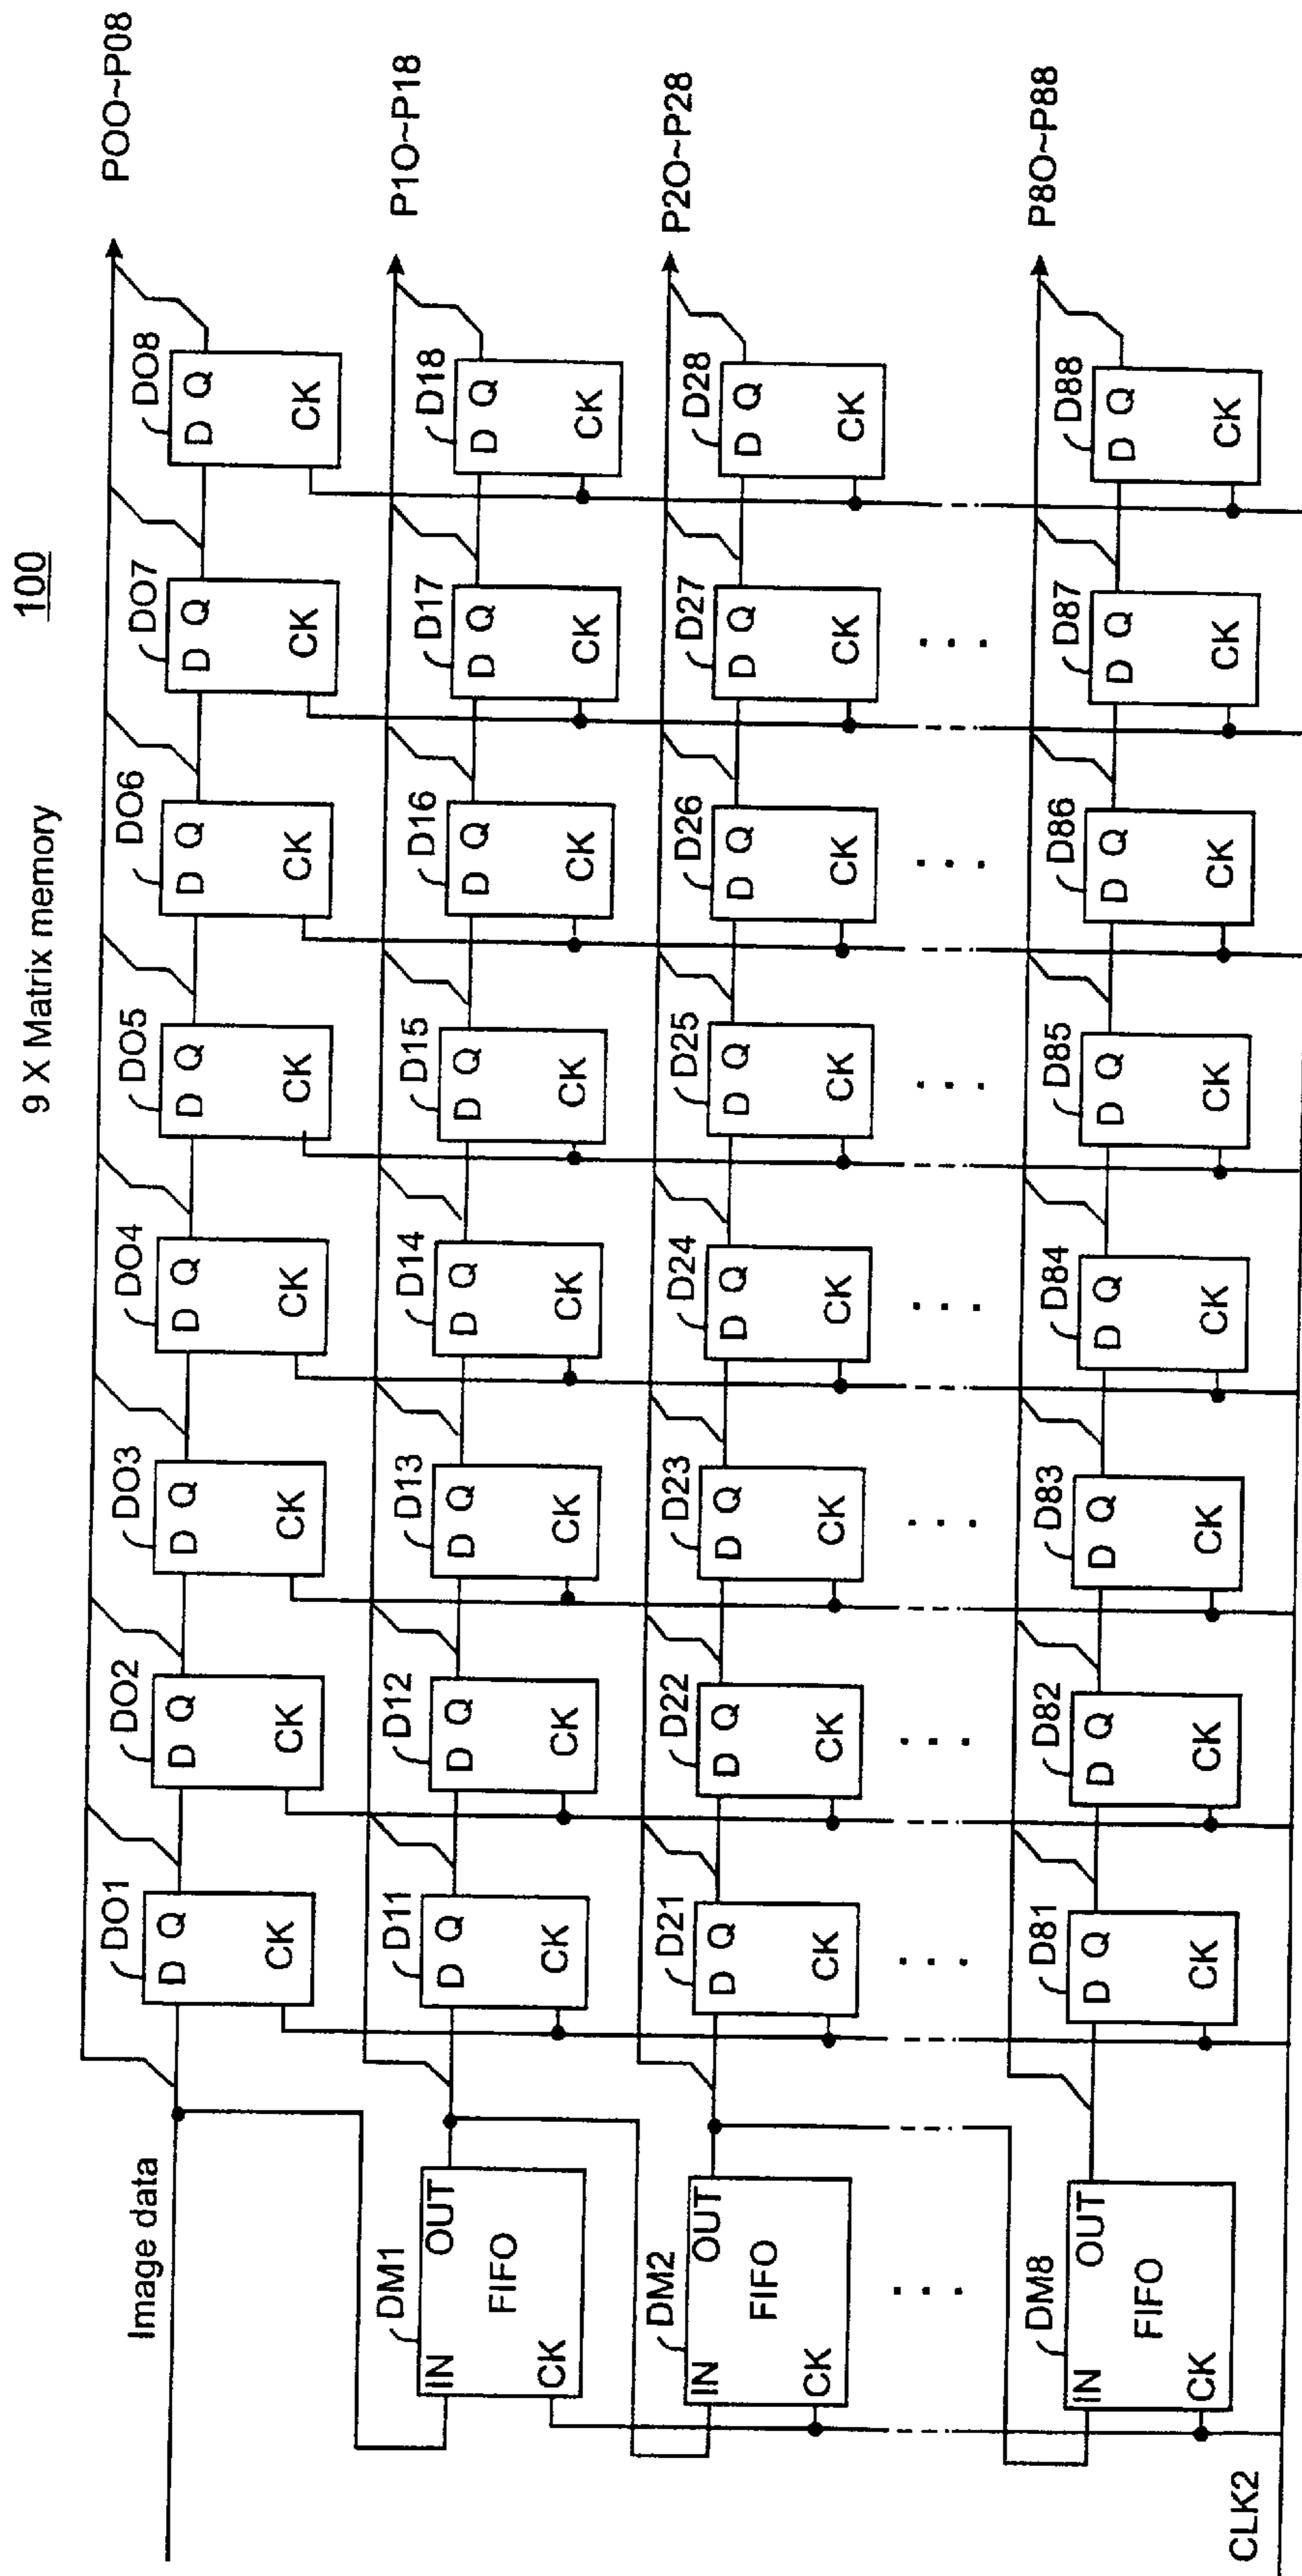 100
9 X Matrix memory
Image data
DO1 DO2 DO3 DO4 DO5 DO6 DO7 DO8
POO~P08
D Q D Q D Q D Q D Q D Q D Q D Q
CK CK CK CK CK CK CK CK
DM1 D11 D12 D13 D14 D15 D16 D17 D18
P1O~P18
IN OUT D Q D Q D Q D Q D Q D Q D Q D Q
FIFO
CK CK CK CK CK CK CK CK CK
DM2 D21 D22 D23 D24 D25 D26 D27 D28
P2O~P28
IN OUT D Q D Q D Q D Q D Q D Q D Q D Q
FIFO
CK CK CK CK CK CK CK CK CK
. . . . . . . . . . . . . . . . . . . . . . . .
DM8 D81 D82 D83 D84 D85 D86 D87 D88
P8O~P88
IN OUT D Q D Q D Q D Q D Q D Q D Q D Q
FIFO
CK CK CK CK CK CK CK CK CK
CLK2